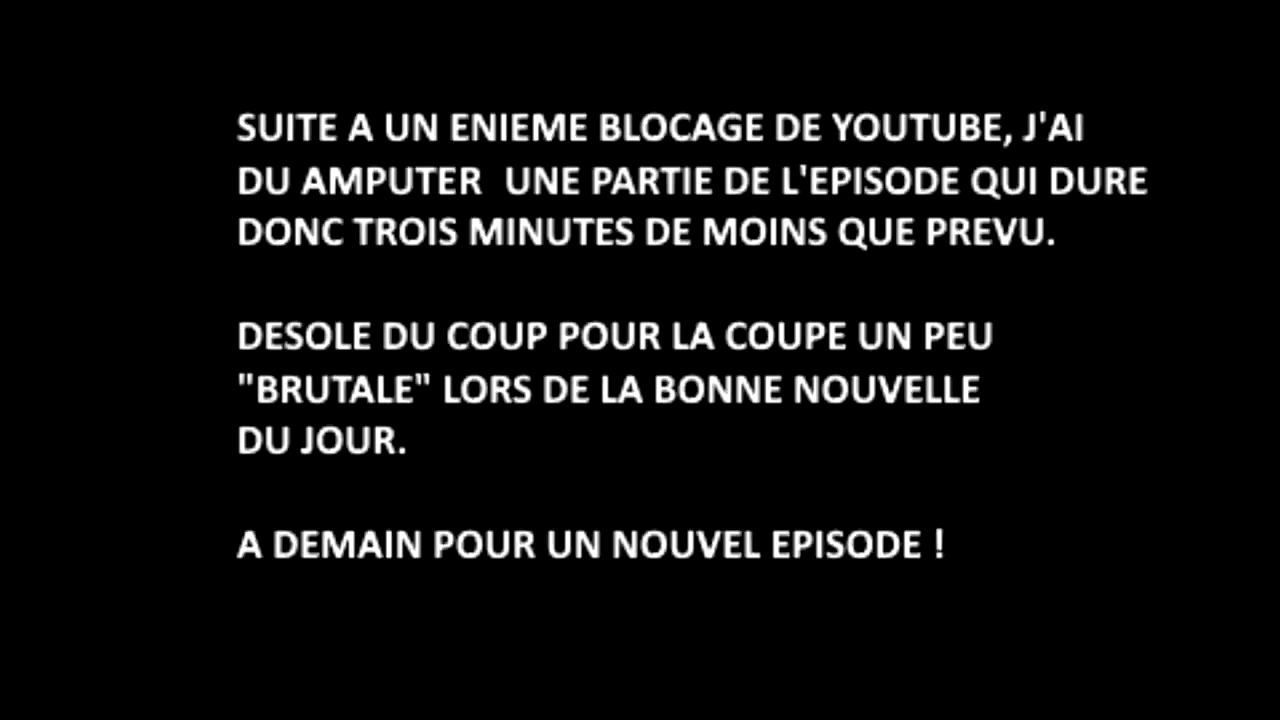 SUITE A UN ENIEME BLOCAGE DE YOUTUBE, J'AI
DU AMPUTER  UNE PARTIE DE L'EPISODE QUI DURE
DONC TROIS MINUTES DE MOINS QUE PREVU.
DESOLE DU COUP POUR LA COUPE UN PEU
"BRUTALE" LORS DE LA BONNE NOUVELLE
DU JOUR.
A DEMAIN POUR UN NOUVEL EPISODE !